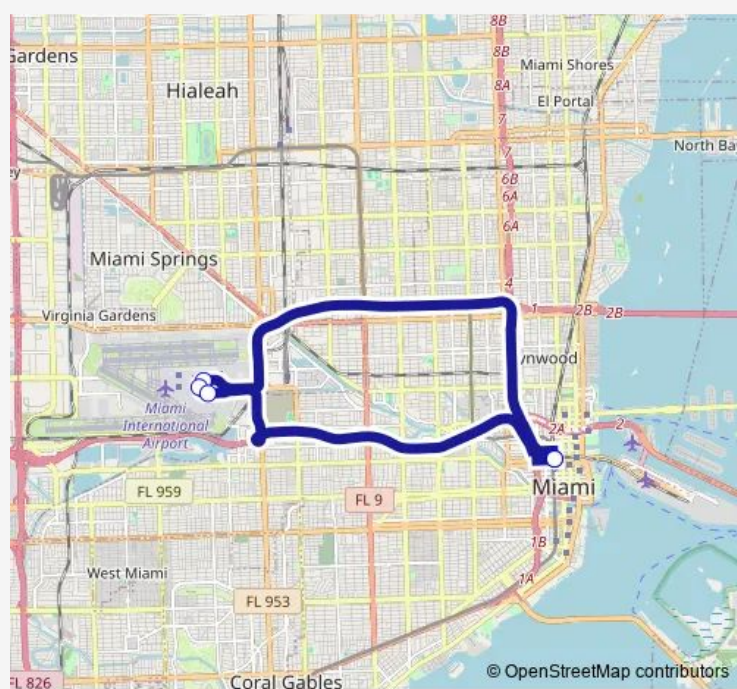 Gardens
Hialeah
8B
8B
8A
Miami Shores
El Portal
7
7
North Ba
6B
6A
6A
Miami Springs
4
1
2B
2B
Virginia Gardens
ynwood
Miami
International
Airport
2A
2
FL 959
FL 9
Miami
1B
West Miami
1A
FL 953
FL 826
Coral Gables
© OpenStreetMap contributors